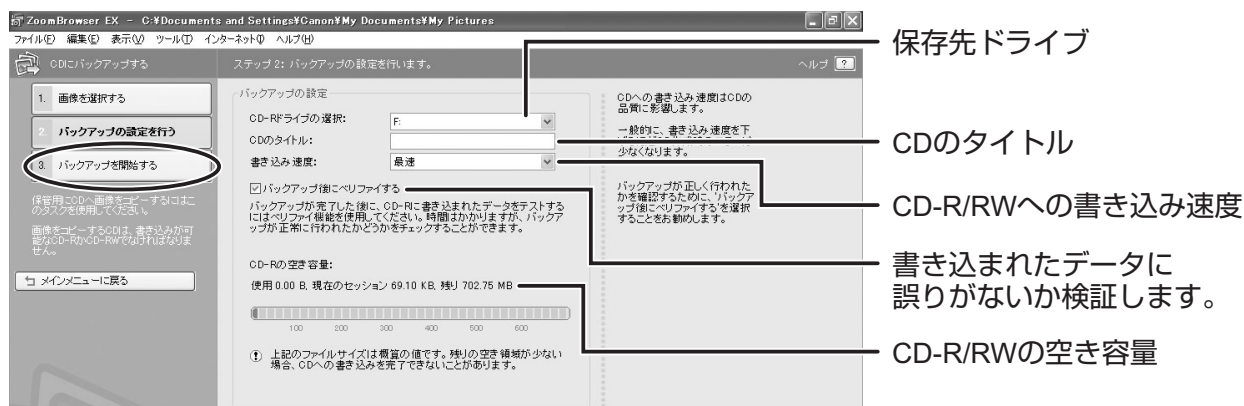 ZoomBrowser EX - C:¥Documents and Settings¥Canon¥My Documents¥My Pictures
ファイル(F) 編集(E) 表示(V) ツール(T) インターネット(I) ヘルプ(H)
CDにバックアップする
ステップ2: バックアップの設定を行います。
ヘルプ ?
1. 画像を選択する
2. バックアップの設定を行う
3. バックアップを開始する
保管用にCDへ画像をコピーするにはこ
のタスクを使用してください。
画像をコピーするCDは、書き込みが可
能なCD-RかCD-RWでなければなりま
せん。
メインメニューに戻る
バックアップの設定
CD-Rドライブの選択: F:
CDのタイトル:
書き込み速度: 最速
バックアップ後にベリファイする
バックアップが完了した後に、CD-Rに書き込まれたデータをテストする
にはベリファイ機能を使用してください。時間はかかりますが、バックア
ップが正常に行われたかどうかをチェックすることができます。
CD-Rの空き容量:
使用 0.00 B, 現在のセッション 69.10 KB, 残り 702.75 MB
100 200 300 400 500 600
上記のファイルサイズは概算の値です。残りの空き領域が少ない
場合、CDへの書き込みを完了できないことがあります。
CDへの書き込み速度はCDの
品質に影響します。
一般的に、書き込み速度を下
少なくなります。
バックアップが正しく行われた
かを確認するために、'バックア
ップ後にベリファイする'を選択
することをお勧めします。
保存先ドライブ
CDのタイトル
CD-R/RWへの書き込み速度
書き込まれたデータに
誤りがないか検証します。
CD-R/RWの空き容量